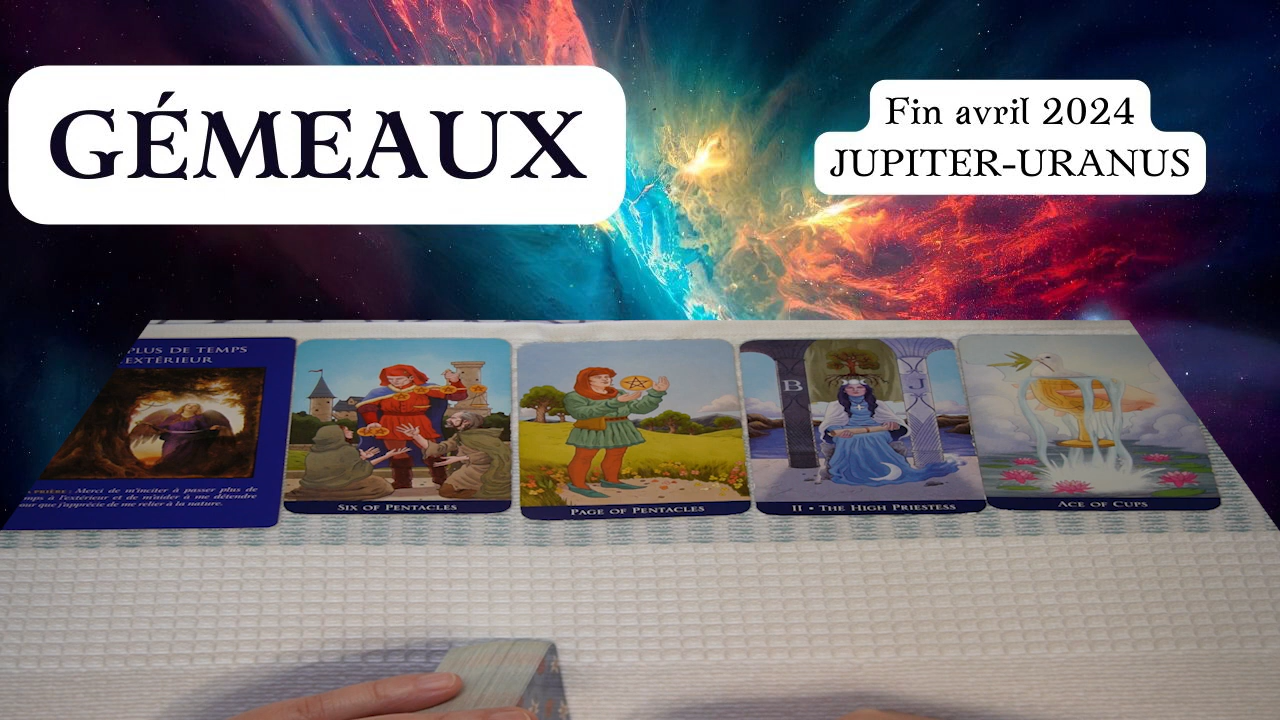 GÉMEAUX
Fin avril 2024
JUPITER-URANUS
PLUS DE TEMPS
EXTÉRIEUR
PRIÈRE : Merci de m'inciter à passer plus de
à l'extérieur et de m'aider à me détendre
que j'apprécie de me relier à la nature.
SIX OF PENTACLES
PAGE OF PENTACLES
B
J
II • THE HIGH PRIESTESS
ACE OF CUPS